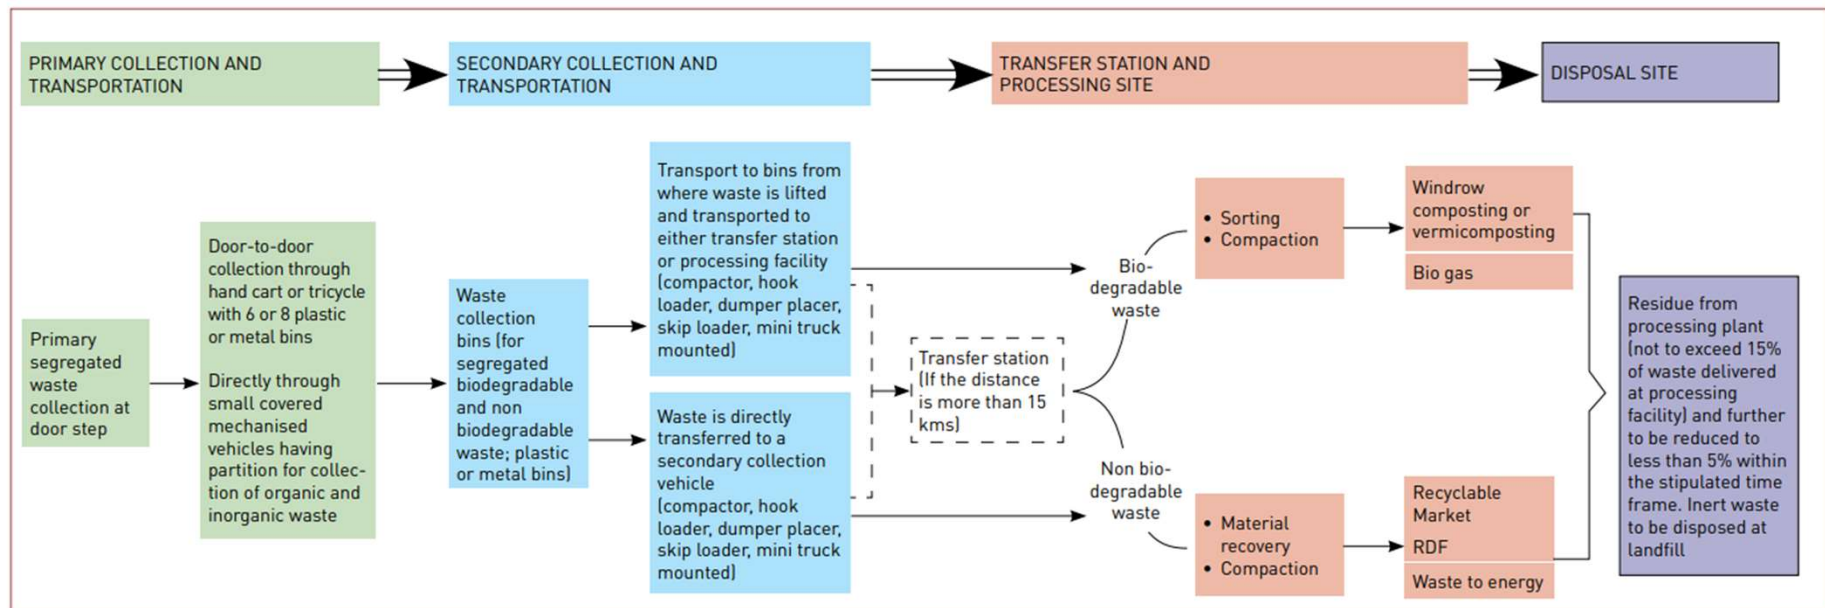 PRIMARY COLLECTION AND
TRANSPORTATION
SECONDARY COLLECTION AND
TRANSPORTATION
TRANSFER STATION AND
PROCESSING SITE
DISPOSAL SITE
Primary
segregated
waste
collection at
door step
Door-to-door
collection through
hand cart or tricycle
with 6 or 8 plastic
or metal bins
Directly through
small covered
mechanised
vehicles having
partition for collec-
tion of organic and
inorganic waste
Waste
collection
bins (for
segregated
biodegradable
and non
biodegradable
waste; plastic
or metal bins)
Transport to bins from
where waste is lifted
and transported to
either transfer station
or processing facility
(compactor, hook
loader, dumper placer,
skip loader, mini truck
mounted)
Waste is directly
transferred to a
secondary collection
vehicle
(compactor, hook
loader, dumper placer,
skip loader, mini truck
mounted)
Transfer station
(If the distance
is more than 15
kms)
Bio-
degradable
waste
Non bio-
degradable
waste
• Sorting
• Compaction
• Material
recovery
• Compaction
Windrow
composting or
vermicomposting
Bio gas
Recyclable
Market
RDF
Waste to energy
Residue from
processing plant
(not to exceed 15%
of waste delivered
at processing
facility) and further
to be reduced to
less than 5% within
the stipulated time
frame. Inert waste
to be disposed at
landfill